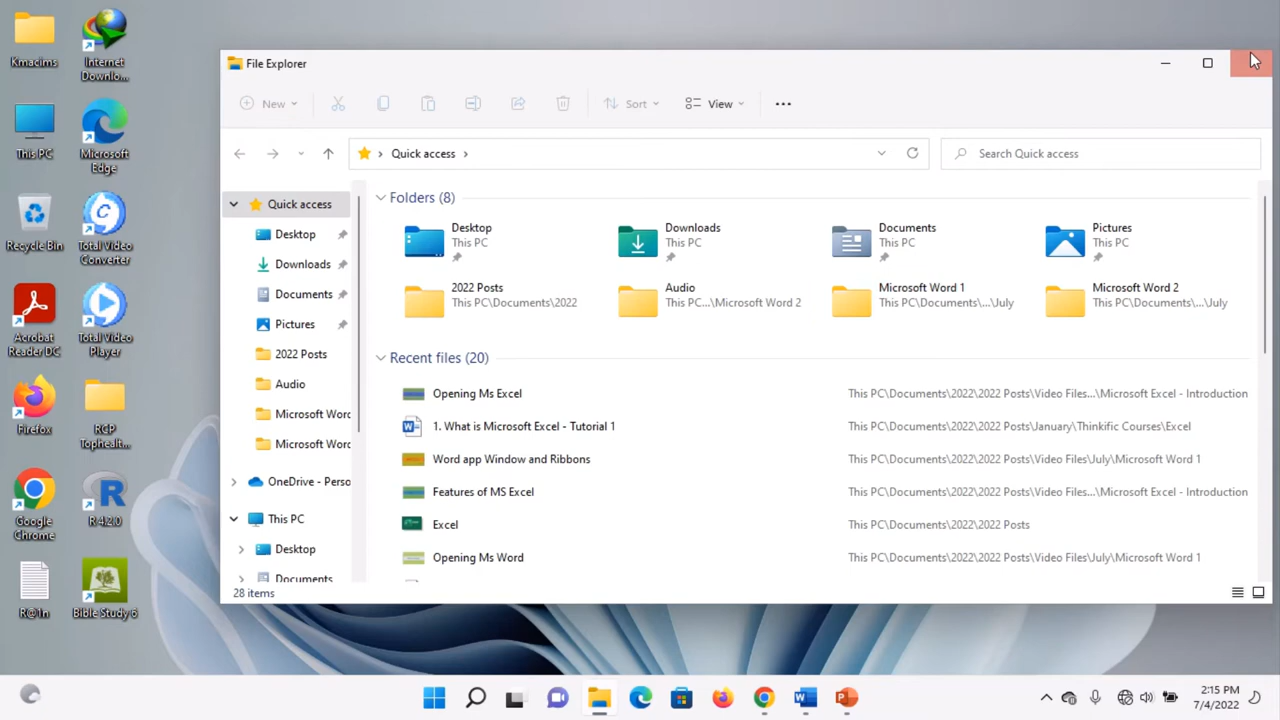 Kmacims
Internet
Downlo...
This PC
Microsoft
Edge
Recycle Bin
Total Video
Converter
Acrobat
Reader DC
Total Video
Player
Firefox
RCP
Tophealt...
Google
Chrome
R 4.2.0
R@1n
Bible Study 6
File Explorer
New
Sort
View
Quick access
Search Quick access
Quick access
Desktop
Downloads
Documents
Pictures
2022 Posts
Audio
Microsoft Word
Microsoft Word
OneDrive - Perso
This PC
Desktop
Documents
Folders (8)
Desktop
This PC
Downloads
This PC
Documents
This PC
Pictures
This PC
2022 Posts
This PC\Documents\2022
Audio
This PC...\Microsoft Word 2
Microsoft Word 1
This PC\Documents\...\July
Microsoft Word 2
This PC\Documents\...\July
Recent files (20)
Opening Ms Excel This PC\Documents\2022\2022 Posts\Video Files...\Microsoft Excel - Introduction
1. What is Microsoft Excel - Tutorial 1 This PC\Documents\2022\2022 Posts\January\Thinkific Courses\Excel
Word app Window and Ribbons This PC\Documents\2022\2022 Posts\Video Files\July\Microsoft Word 1
Features of MS Excel This PC\Documents\2022\2022 Posts\Video Files...\Microsoft Excel - Introduction
Excel This PC\Documents\2022\2022 Posts
Opening Ms Word This PC\Documents\2022\2022 Posts\Video Files\July\Microsoft Word 1
28 items
2:15 PM
7/4/2022